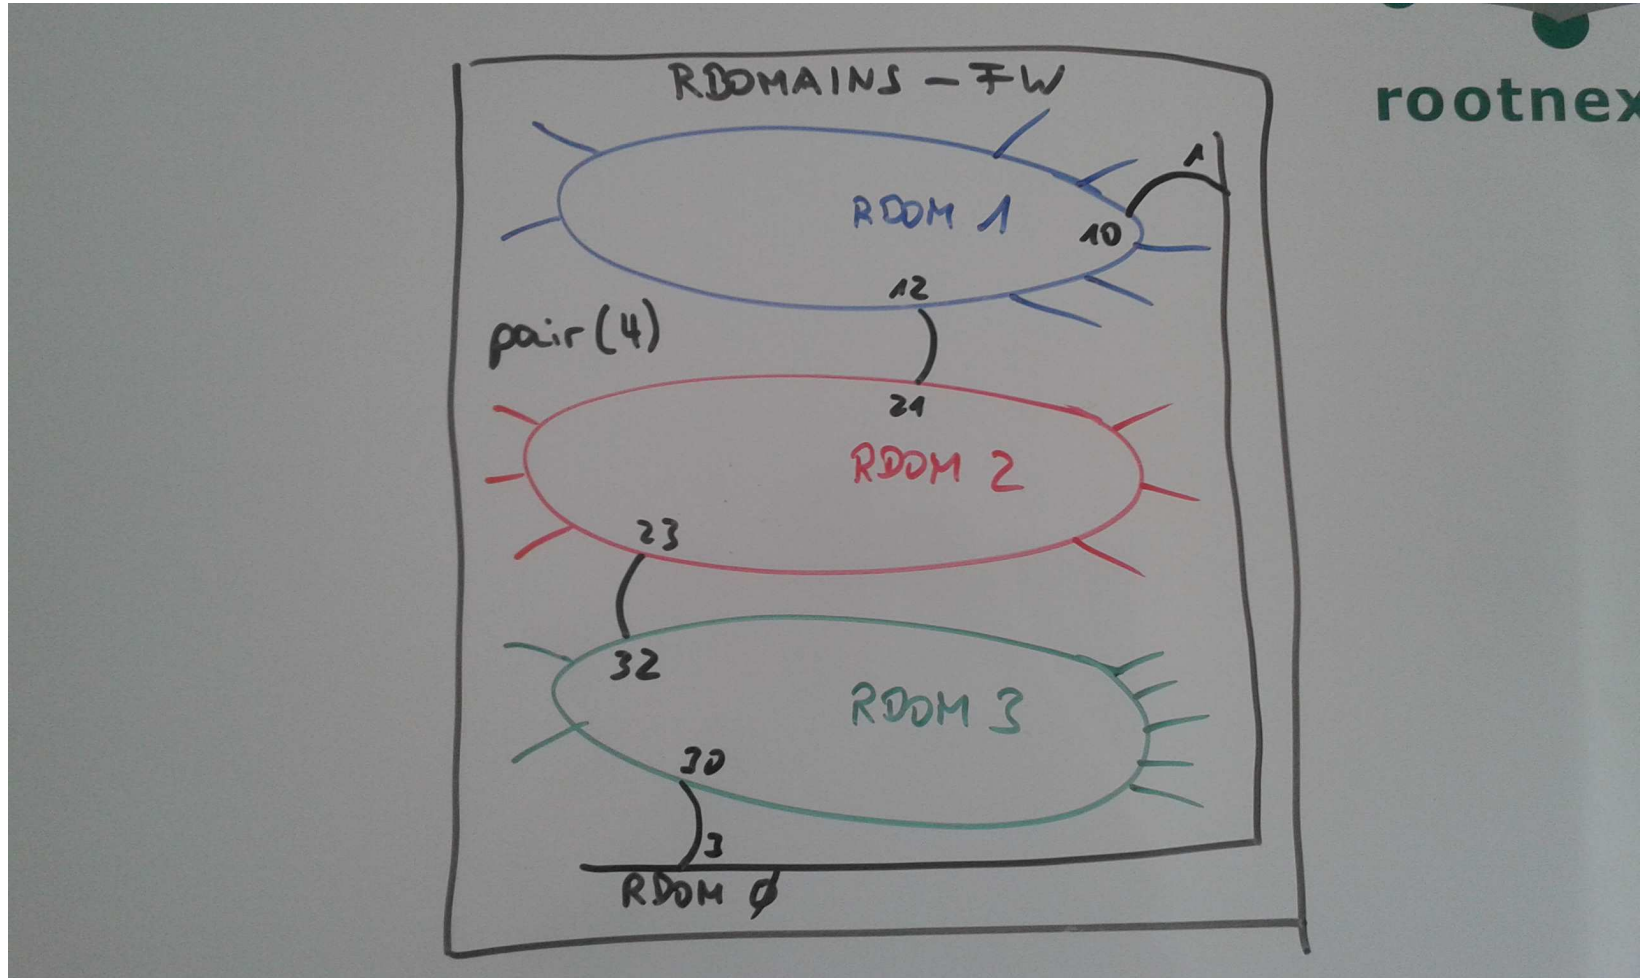 RDOMAINS - FW
rootnex
1
RDOM 1
10
12
pair(4)
21
RDOM 2
23
32
RDOM 3
30
3
RDOM Ø